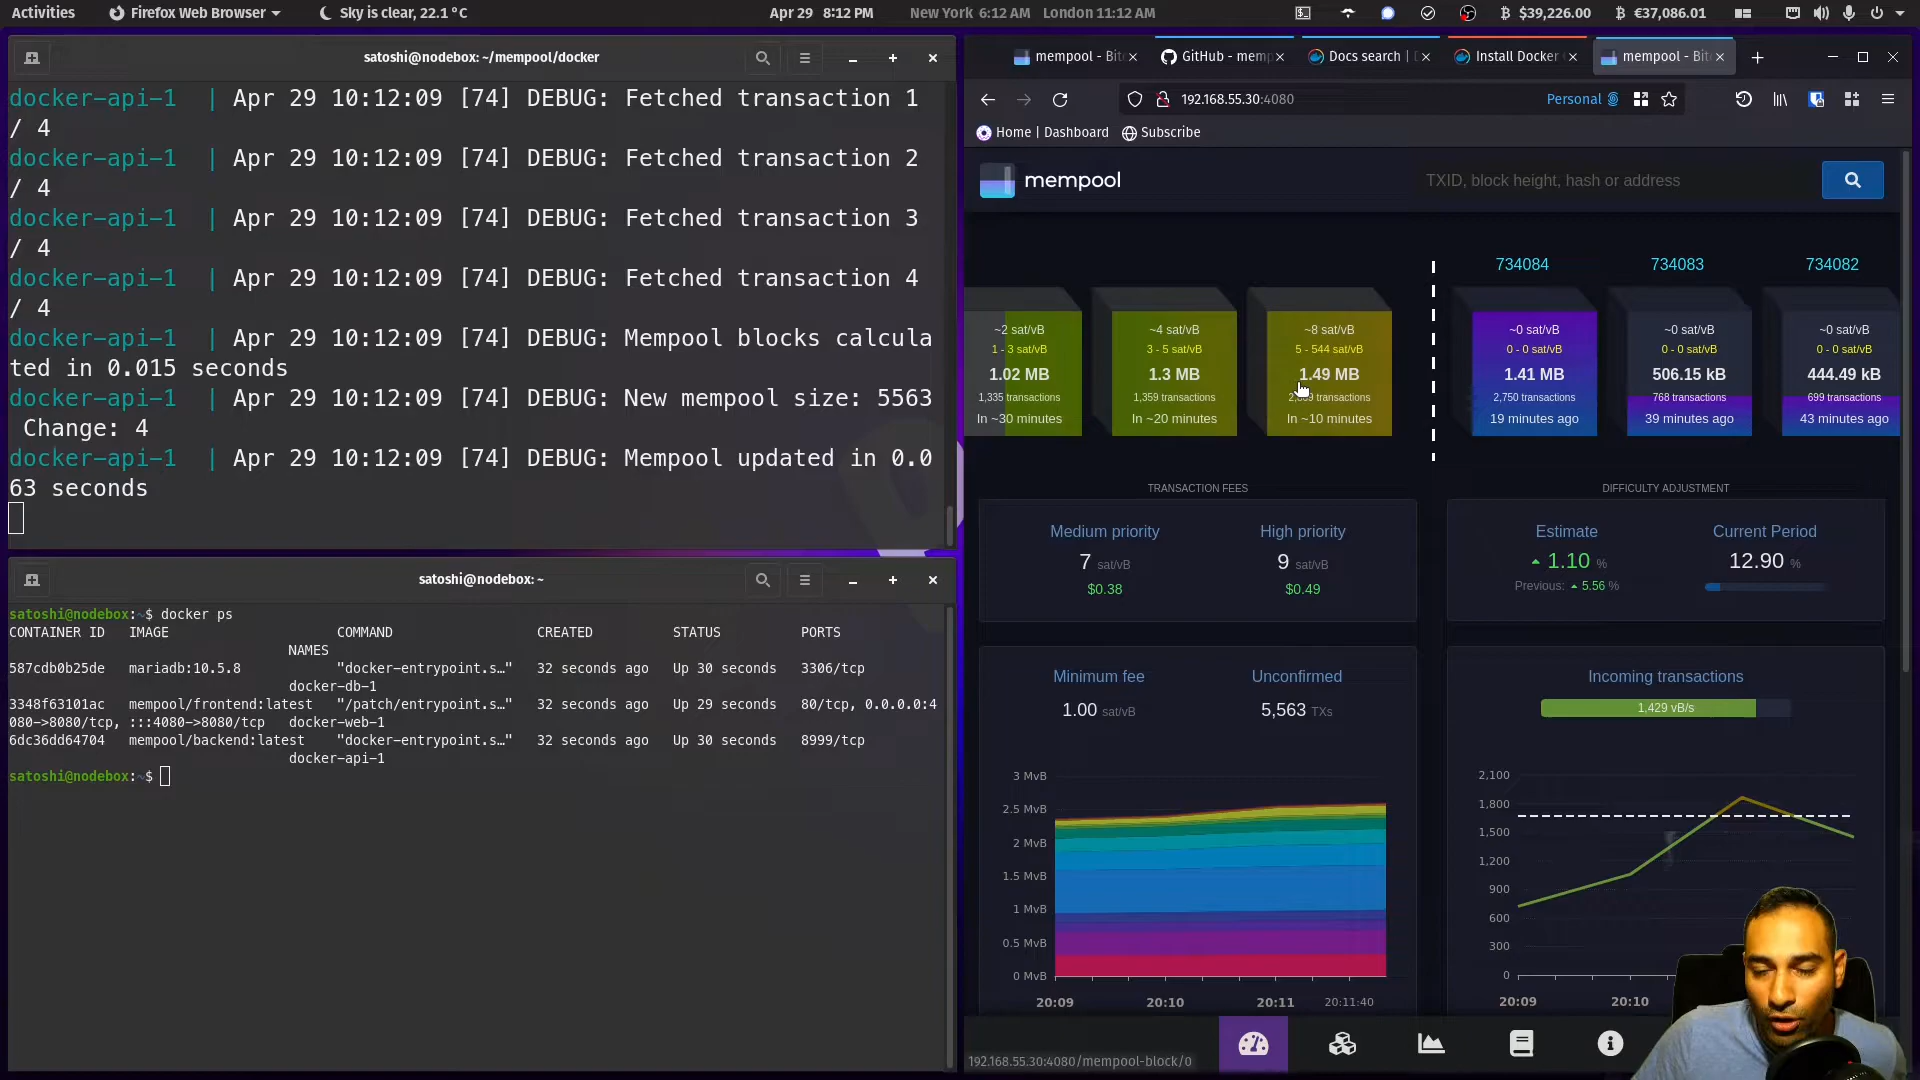 Activities
Firefox Web Browser
Sky is clear, 22.1 °C
Apr 29 8:12 PM
New York 6:12 AM London 11:12 AM
$39,226.00
€37,086.01
satoshi@nodebox: ~/mempool/docker
docker-api-1 | Apr 29 10:12:09 [74] DEBUG: Fetched transaction 1
/ 4
docker-api-1 | Apr 29 10:12:09 [74] DEBUG: Fetched transaction 2
/ 4
docker-api-1 | Apr 29 10:12:09 [74] DEBUG: Fetched transaction 3
/ 4
docker-api-1 | Apr 29 10:12:09 [74] DEBUG: Fetched transaction 4
/ 4
docker-api-1 | Apr 29 10:12:09 [74] DEBUG: Mempool blocks calcula
ted in 0.015 seconds
docker-api-1 | Apr 29 10:12:09 [74] DEBUG: New mempool size: 5563
Change: 4
docker-api-1 | Apr 29 10:12:09 [74] DEBUG: Mempool updated in 0.0
63 seconds
satoshi@nodebox: ~
satoshi@nodebox:~$ docker ps
CONTAINER ID IMAGE COMMAND CREATED STATUS PORTS
NAMES
587cdb0b25de mariadb:10.5.8 "docker-entrypoint.s…" 32 seconds ago Up 30 seconds 3306/tcp
docker-db-1
3348f63101ac mempool/frontend:latest "/patch/entrypoint.s…" 32 seconds ago Up 29 seconds 80/tcp, 0.0.0.0:4
080->8080/tcp, :::4080->8080/tcp docker-web-1
6dc36dd64704 mempool/backend:latest "docker-entrypoint.s…" 32 seconds ago Up 30 seconds 8999/tcp
docker-api-1
satoshi@nodebox:~$
mempool - Bit
GitHub - memp
Docs search | D
Install Docker
mempool - Bit
192.168.55.30:4080
Personal
Home | Dashboard
Subscribe
mempool
TXID, block height, hash or address
734084
734083
734082
~2 sat/vB
1 - 3 sat/vB
1.02 MB
1,335 transactions
In ~30 minutes
~4 sat/vB
3 - 5 sat/vB
1.3 MB
1,359 transactions
In ~20 minutes
~8 sat/vB
5 - 544 sat/vB
1.49 MB
transactions
In ~10 minutes
~0 sat/vB
0 - 0 sat/vB
1.41 MB
2,750 transactions
19 minutes ago
~0 sat/vB
0 - 0 sat/vB
506.15 kB
768 transactions
39 minutes ago
~0 sat/vB
0 - 0 sat/vB
444.49 kB
699 transactions
43 minutes ago
TRANSACTION FEES
Medium priority
7 sat/vB
$0.38
High priority
9 sat/vB
$0.49
DIFFICULTY ADJUSTMENT
Estimate
1.10 %
Previous: 5.56 %
Current Period
12.90 %
Minimum fee
1.00 sat/vB
Unconfirmed
5,563 TXs
3 MvB
2.5 MvB
2 MvB
1.5 MvB
1 MvB
0.5 MvB
0 MvB
20:09
20:10
20:11
20:11:40
Incoming transactions
1,429 vB/s
2,100
1,800
1,500
1,200
900
600
300
0
20:09
20:10
192.168.55.30:4080/mempool-block/0